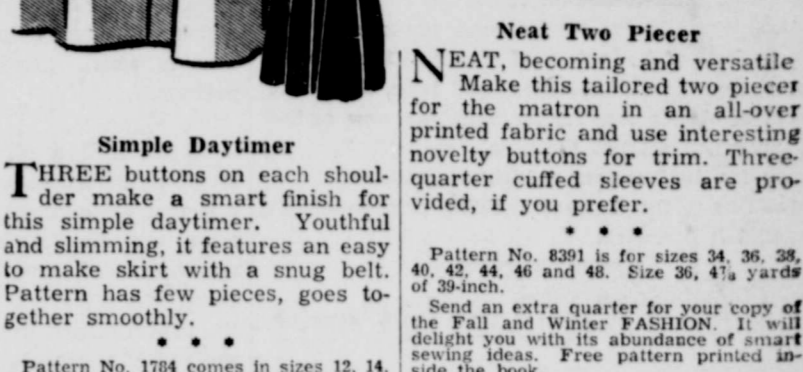 Simple Daytimer
THREE buttons on each shoul-
der make a smart finish for
this simple daytimer. Youthful
and slimming, it features an easy
to make skirt with a snug belt.
Pattern has few pieces, goes to-
gether smoothly.
* * *
Pattern No. 1784 comes in sizes 12, 14,
Neat Two Piecer
NEAT, becoming and versatile
Make this tailored two piecer
for the matron in an all-over
printed fabric and use interesting
novelty buttons for trim. Three-
quarter cuffed sleeves are pro-
vided, if you prefer.
* * *
Pattern No. 8391 is for sizes 34, 36, 38,
40, 42, 44, 46 and 48. Size 36, yards
of 39-inch.
Send an extra quarter for your copy of
the Fall and Winter FASHION. It will
delight you with its abundance of smart
sewing ideas. Free pattern printed in-
side the book.